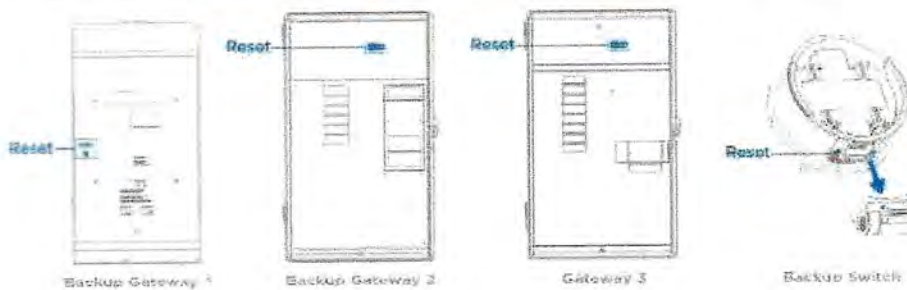 Reset
Reset
Reset
Reset
Backup Gateway 1
Backup Gateway 2
Gateway 3
Backup Switch